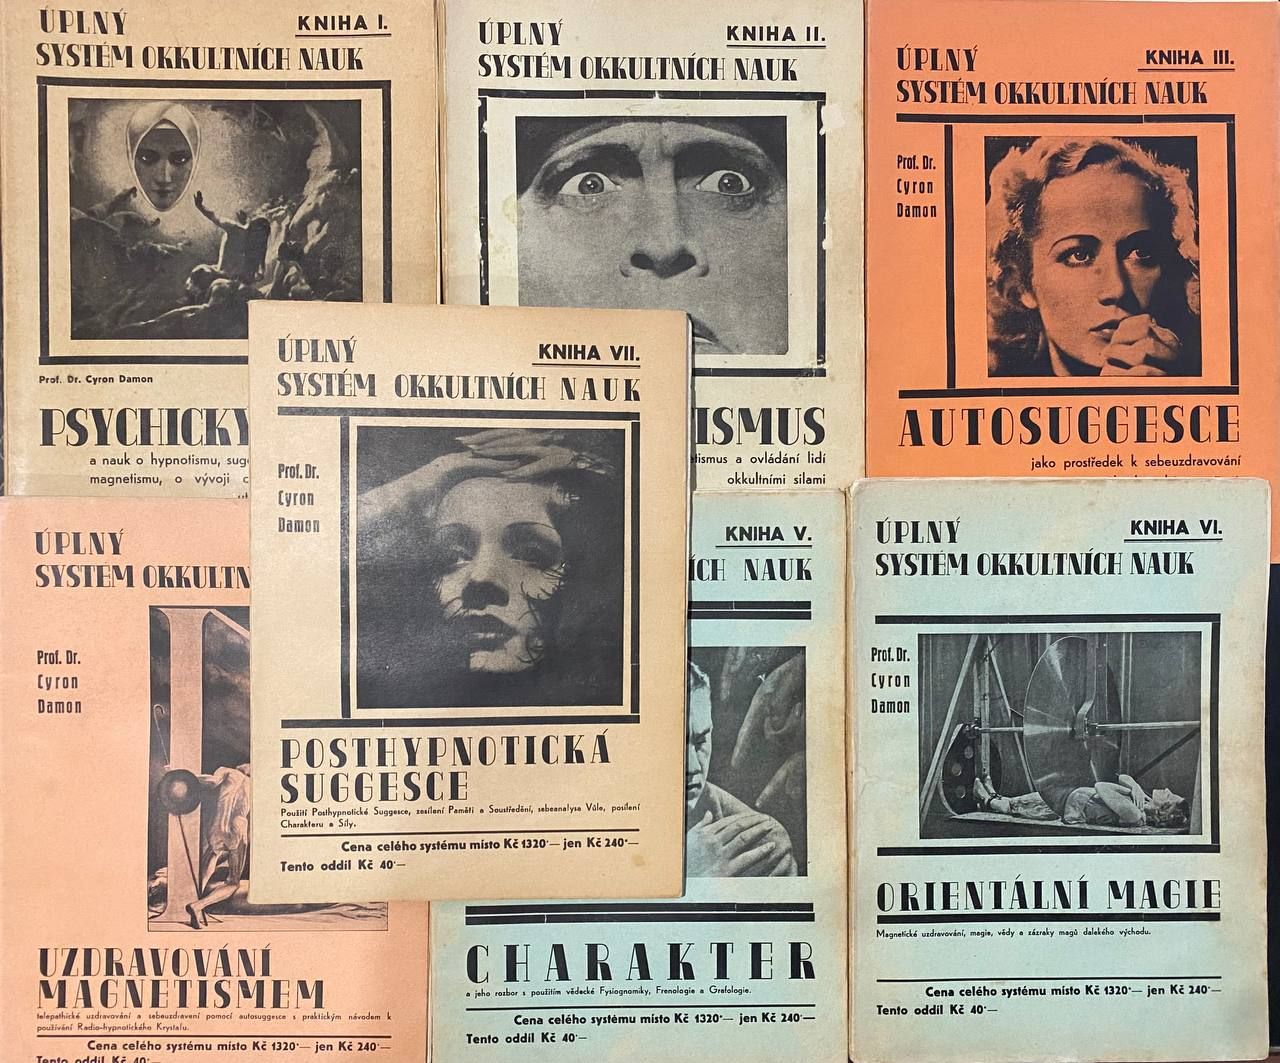 ÚPLNÝ
KNIHA I.
SYSTÉM OKKULTNÍCH NAUK
Prof. Dr. Cyron Damon
PSYCHICKÝ
a nauk o hypnotismu,
magnetismu, o vývoji
ÚPLNÝ
KNIHA II.
SYSTÉM OKKULTNÍCH NAUK
ISMUS
etismus a ovládání lidí
okkultními silami
ÚPLNÝ
KNIHA III.
SYSTÉM OKKULTNÍCH NAUK
Prof. Dr.
Cyron
Damon
AUTOSUGGESCE
jako prostředek k sebeuzdravování
ÚPLNÝ
KNIHA VII.
SYSTÉM OKKULTNÍCH NAUK
Prof. Dr.
Cyron
Damon
POSTHYPNOTICKÁ
SUGGESCE
Použití Posthypnotické Suggesce, zesílení Paměti a Soustředění, sebeanalysa Vůle, posílení
Charakteru a Síly.
Cena celého systému místo Kč 1320·— jen Kč 240·—
Tento oddíl Kč 40·—
ÚPLNÝ
SYSTÉM OKKULTN
Prof. Dr.
Cyron
Damon
UZDRAVOVÁNÍ
MAGNETISMEM
telepathické uzdravování a sebeuzdravení pomocí autosuggesce s praktickým návodem k
používání Radio-hypnotického Krystalu.
Cena celého systému místo Kč 1320·— jen Kč 240·—
Tento oddíl Kč 40·—
KNIHA V.
ÍCH NAUK
CHARAKTER
a jeho rozbor s použitím vědecké Fysiognomiky, Frenologie a Grafologie.
Cena celého systému místo Kč 1320·— jen Kč 240·—
Tento oddíl Kč 40·—
ÚPLNÝ
KNIHA VI.
SYSTÉM OKKULTNÍCH NAUK
Prof. Dr.
Cyron
Damon
ORIENTÁLNÍ MAGIE
Magnetické uzdravování, magie, vědy a zázraky magů dalekého východu.
Cena celého systému místo Kč 1320·— jen Kč 240·—
Tento oddíl Kč 40·—